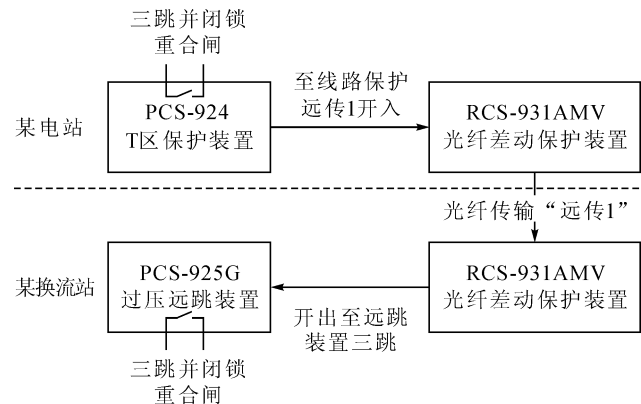 三跳并闭锁
重合闸
某电站
PCS-924
T区保护装置
至线路保护
远传1开入
RCS-931AMV
光纤差动保护装置
光纤传输“远传1”
某换流站
PCS-925G
过压远跳装置
开出至远跳
装置三跳
RCS-931AMV
光纤差动保护装置
三跳并闭锁
重合闸